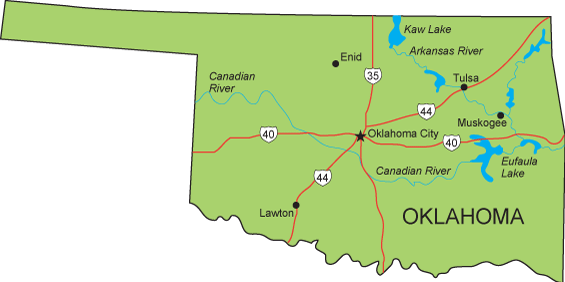 Kaw Lake
Arkansas River
Enid
35
Canadian
River
Tulsa
44
Muskogee
40
Oklahoma City
40
Eufaula
Lake
Canadian River
44
Lawton
OKLAHOMA